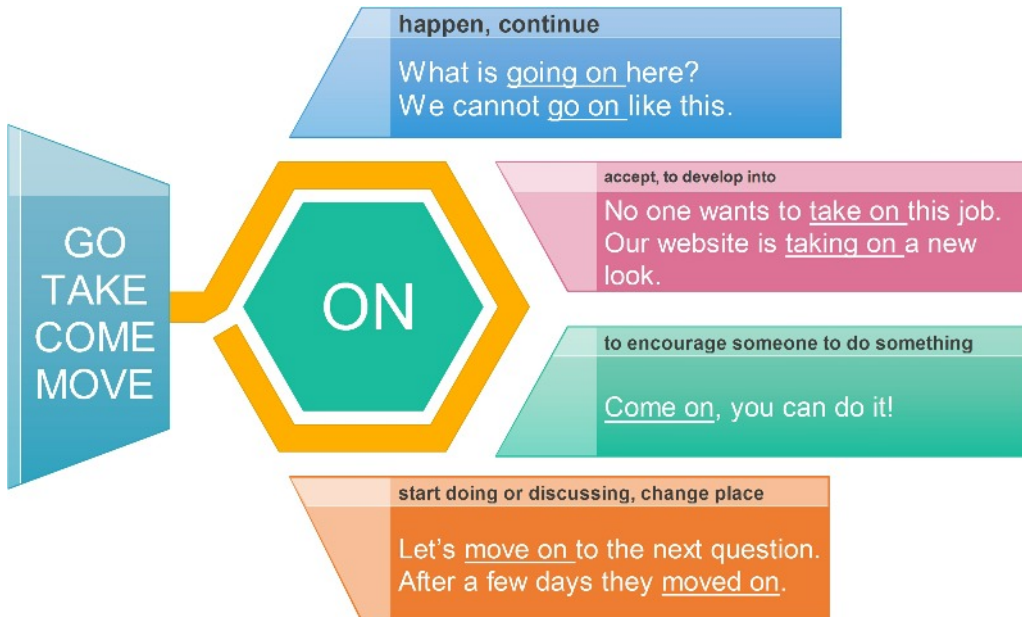 GO
TAKE
COME
MOVE
ON
happen, continue
What is going on here?
We cannot go on like this.
accept, to develop into
No one wants to take on this job.
Our website is taking on a new
look.
to encourage someone to do something
Come on, you can do it!
start doing or discussing, change place
Let's move on to the next question.
After a few days they moved on.